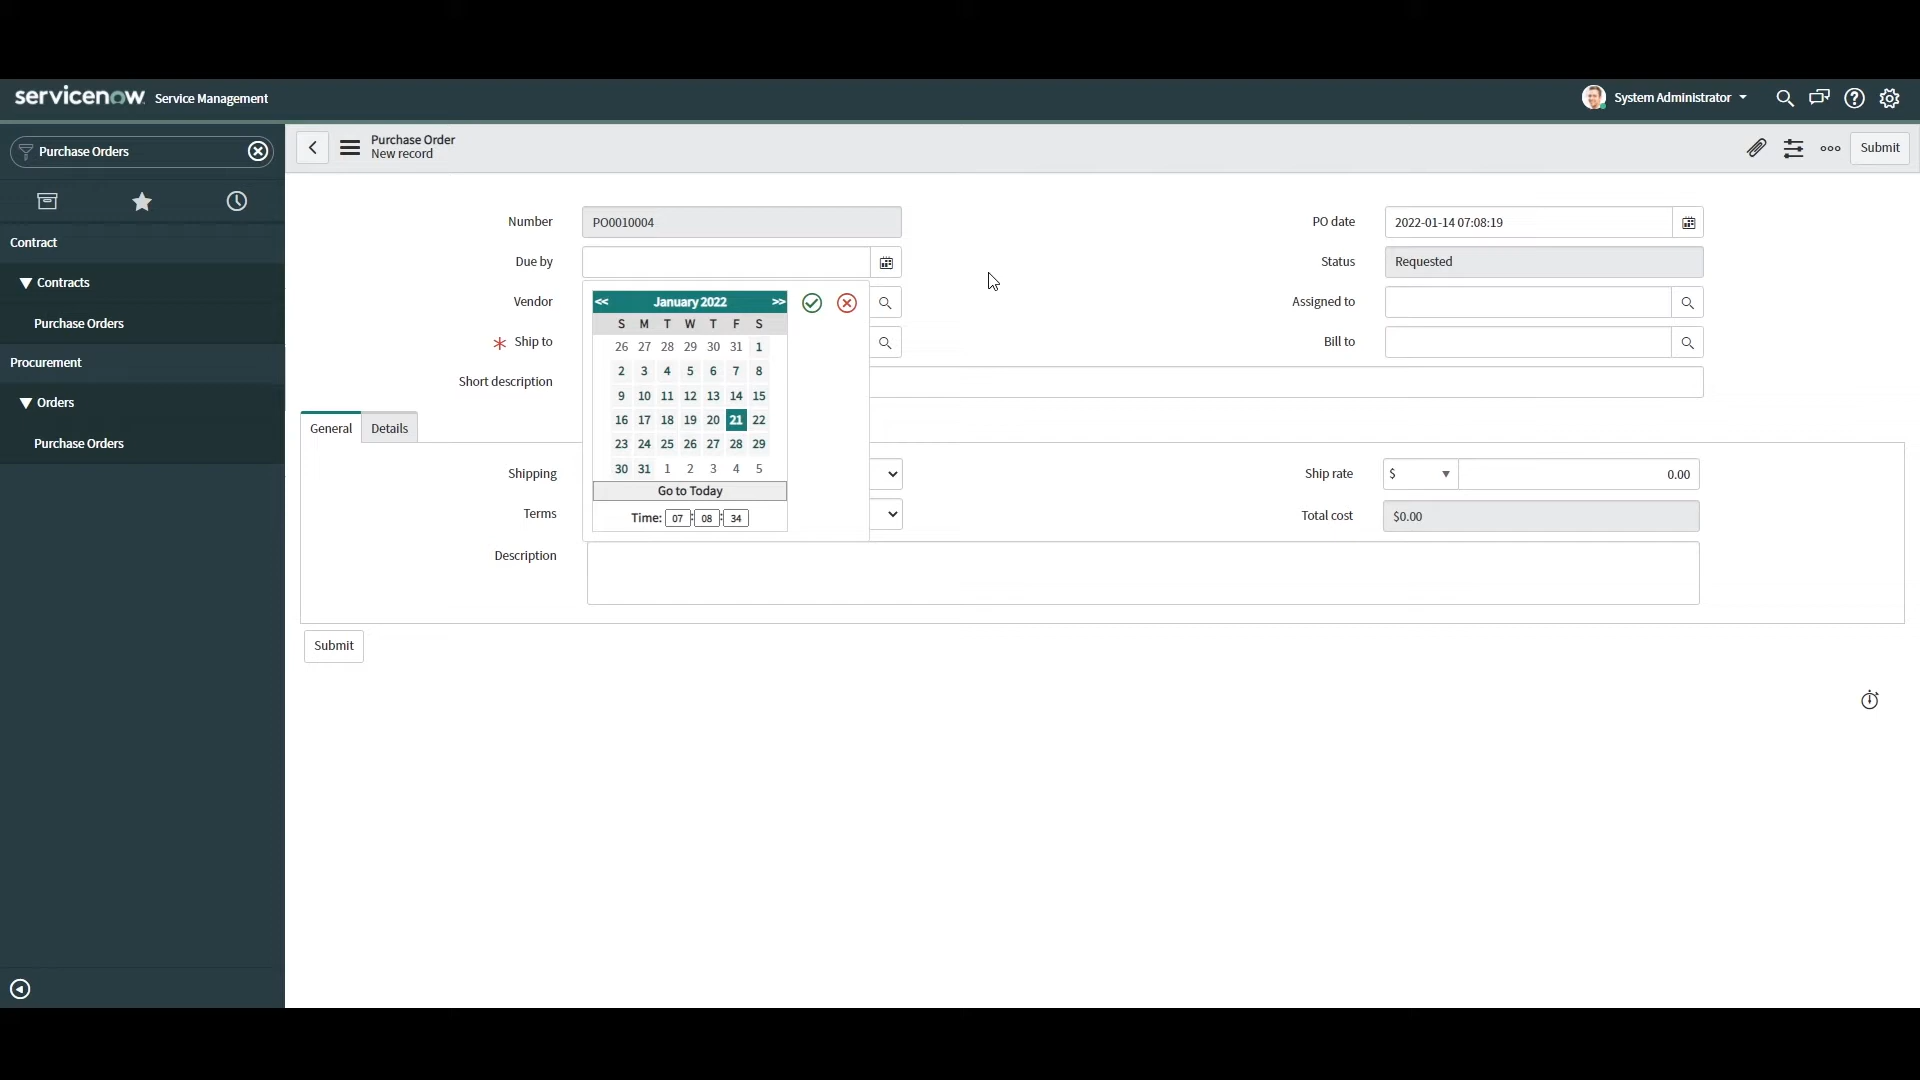 servicenow Service Management
System Administrator
Purchase Orders
Contract
Contracts
Purchase Orders
Procurement
Orders
Purchase Orders
Purchase Order
New record
Submit
Number PO0010004
PO date 2022-01-14 07:08:19
Due by
Status Requested
Vendor
Assigned to
Ship to
Bill to
Short description
<< January 2022 >>
S M T W T F S
26 27 28 29 30 31 1
2 3 4 5 6 7 8
9 10 11 12 13 14 15
16 17 18 19 20 21 22
23 24 25 26 27 28 29
30 31 1 2 3 4 5
Go to Today
Time: 07 : 08 : 34
General Details
Shipping
Ship rate $ 0.00
Terms
Total cost $0.00
Description
Submit